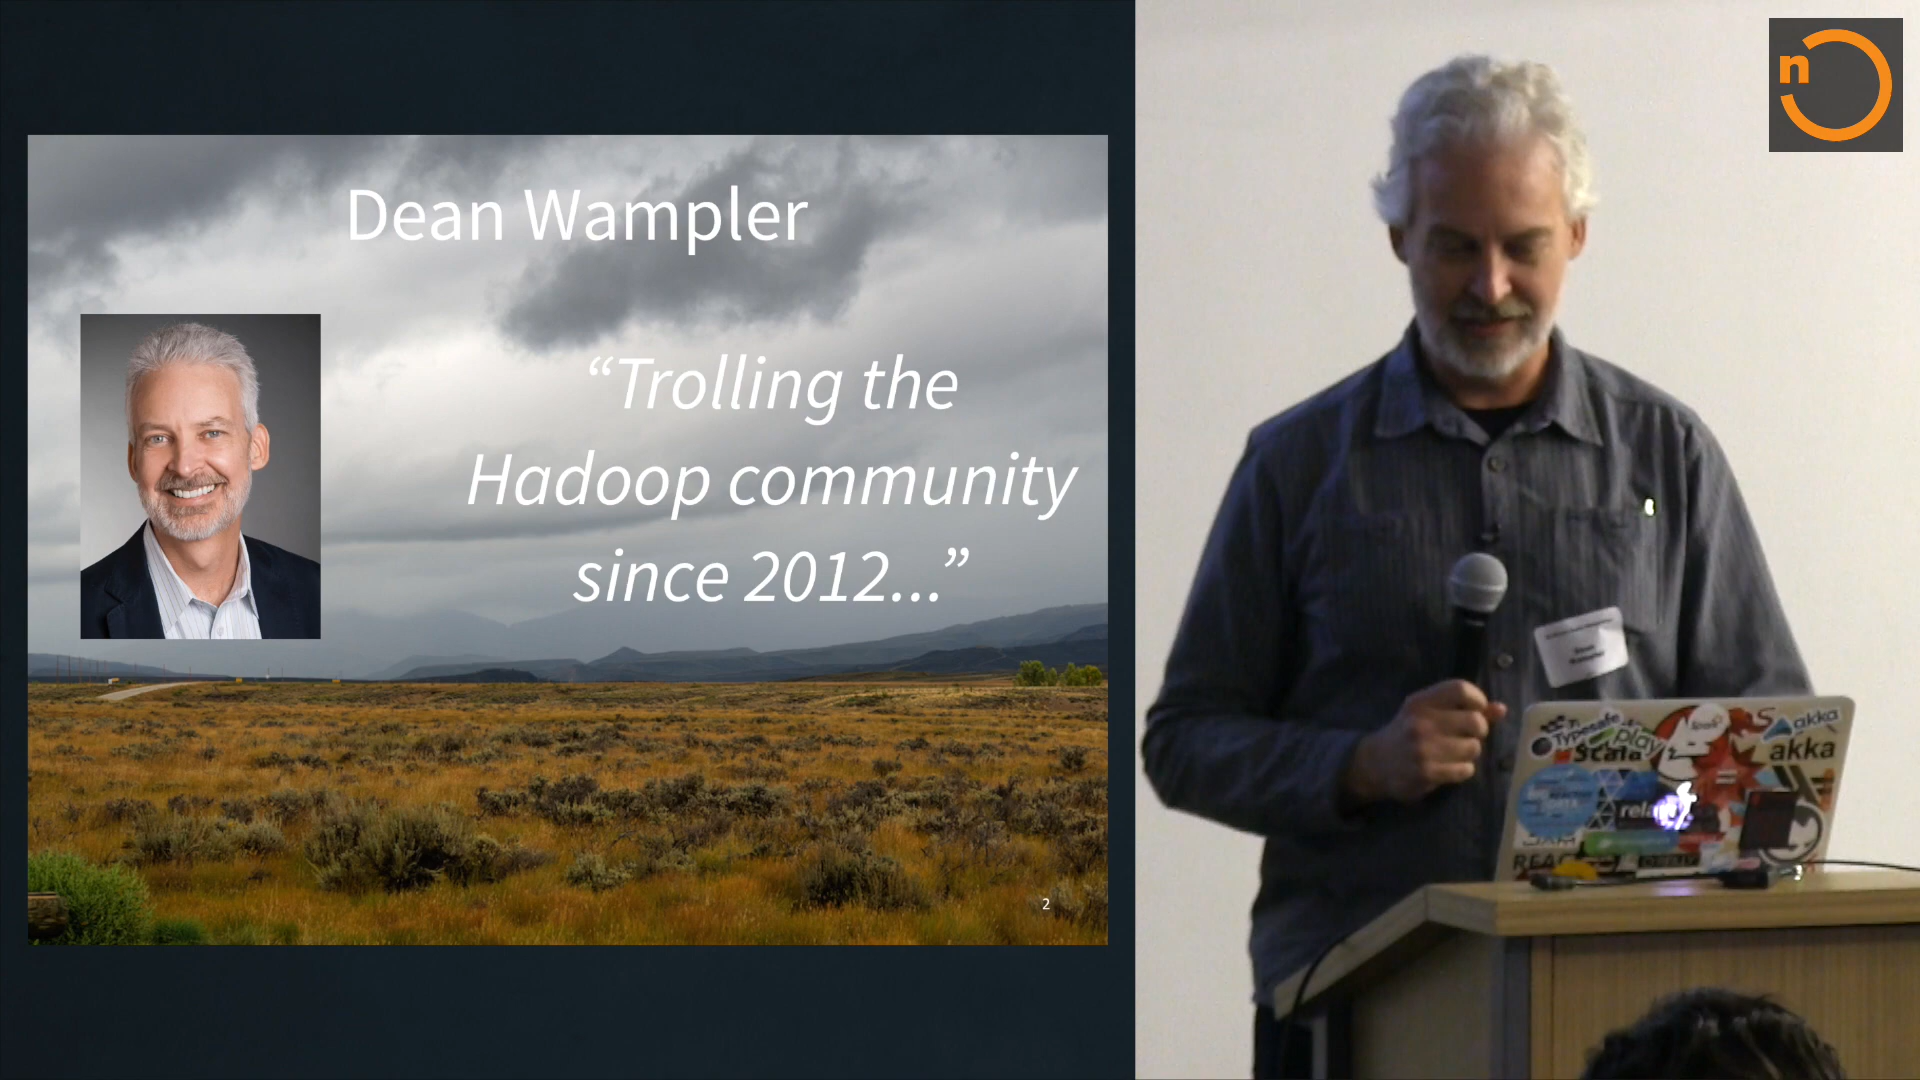 Dean Wampler
“Trolling the
Hadoop community
since 2012...”
2
n
Typesafe
play
Scala
akka
akka